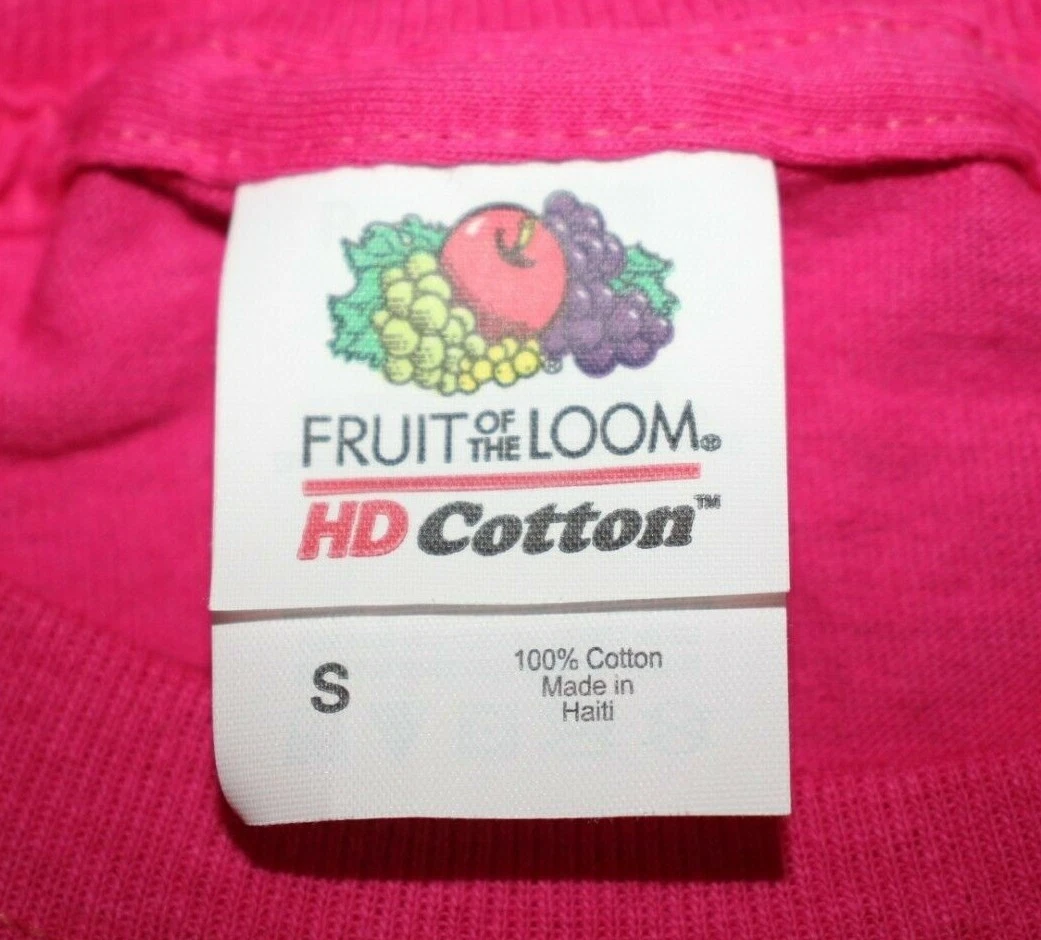 FRUIT OF THE LOOM®
HD Cotton™
S
100% Cotton
Made in
Haiti